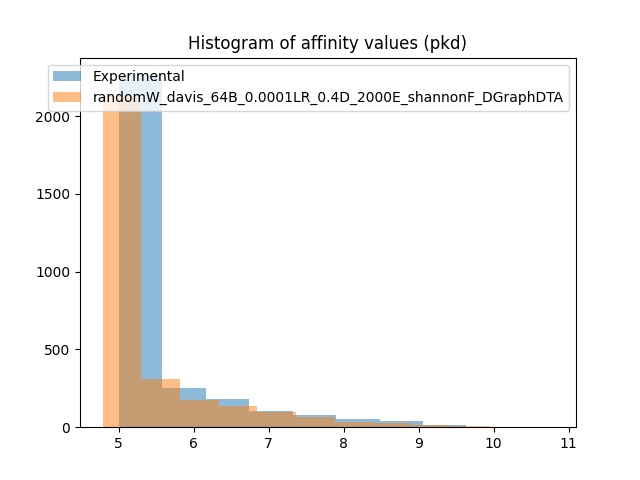 Histogram of affinity values (pkd)
Experimental
randomW_davis_64B_0.0001LR_0.4D_2000E_shannonF_DGraphDTA
2000
1500
1000
500
0
5 6 7 8 9 10 11